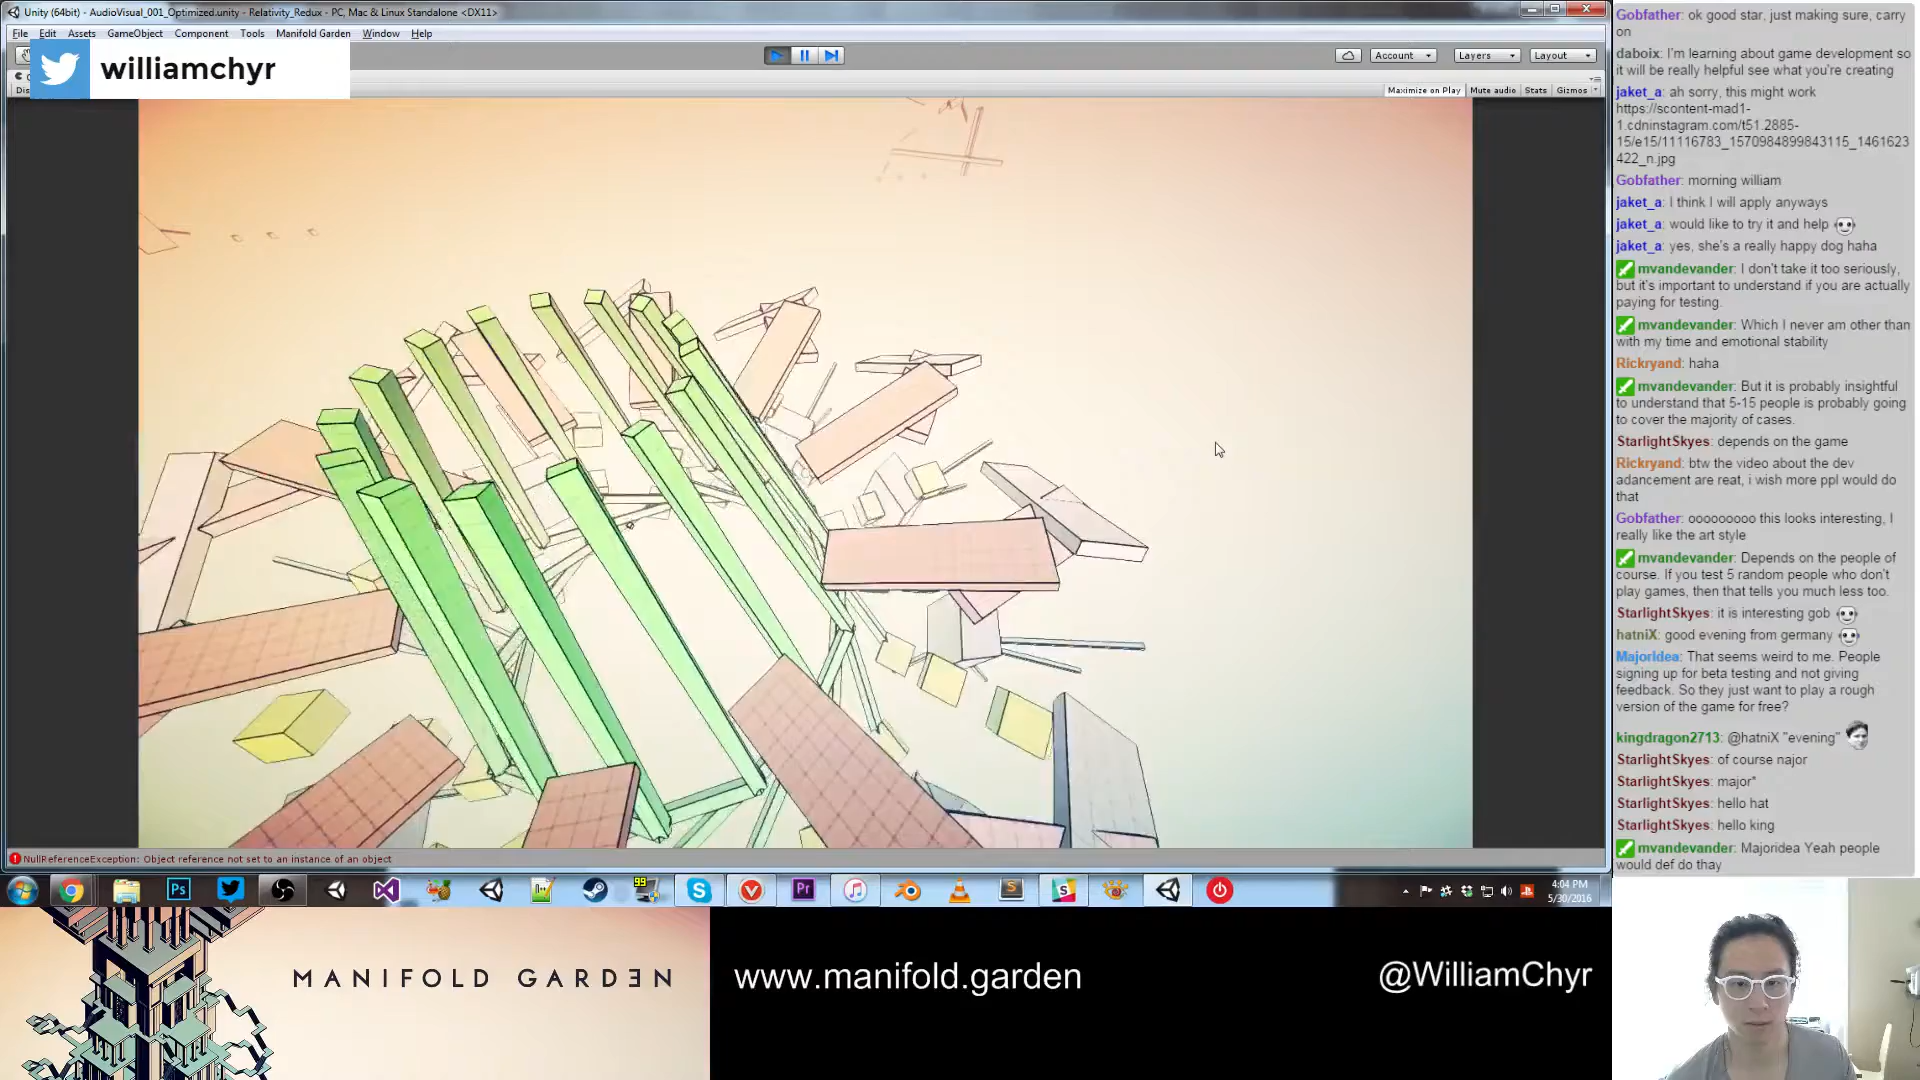 Unity (64bit) - AudioVisual_001_Optimized.unity - Relativity_Redux - PC, Mac & Linux Standalone <DX11>
File Edit Assets GameObject Component Tools Manifold Garden Window Help
williamchyr
Account Layers Layout
Maximize on Play Mute audio Stats Gizmos
NullReferenceException: Object reference not set to an instance of an object
4:04 PM
5/30/2016
MANIFOLD GARDƎN
www.manifold.garden
@WilliamChyr
Gobfather: ok good star, just making sure, carry
on
daboix: I'm learning about game development so
it will be really helpful see what you're creating
jaket_a: ah sorry, this might work
https://scontent-mad1-
1.cdninstagram.com/t51.2885-
15/e15/11116783_1570984899843115_1461623
422_n.jpg
Gobfather: morning william
jaket_a: I think I will apply anyways
jaket_a: would like to try it and help
jaket_a: yes, she's a really happy dog haha
mvandevander: I don't take it too seriously,
but it's important to understand if you are actually
paying for testing.
mvandevander: Which I never am other than
with my time and emotional stability
Rickryand: haha
mvandevander: But it is probably insightful
to understand that 5-15 people is probably going
to cover the majority of cases.
StarlightSkyes: depends on the game
Rickryand: btw the video about the dev
adancement are reat, i wish more ppl would do
that
Gobfather: ooooooooo this looks interesting, I
really like the art style
mvandevander: Depends on the people of
course. If you test 5 random people who don't
play games, then that tells you much less too.
StarlightSkyes: it is interesting gob
hatniX: good evening from germany
MajorIdea: That seems weird to me. People
signing up for beta testing and not giving
feedback. So they just want to play a rough
version of the game for free?
kingdragon2713: @hatniX "evening"
StarlightSkyes: of course najor
StarlightSkyes: major*
StarlightSkyes: hello hat
StarlightSkyes: hello king
mvandevander: Majoridea Yeah people
would def do thay